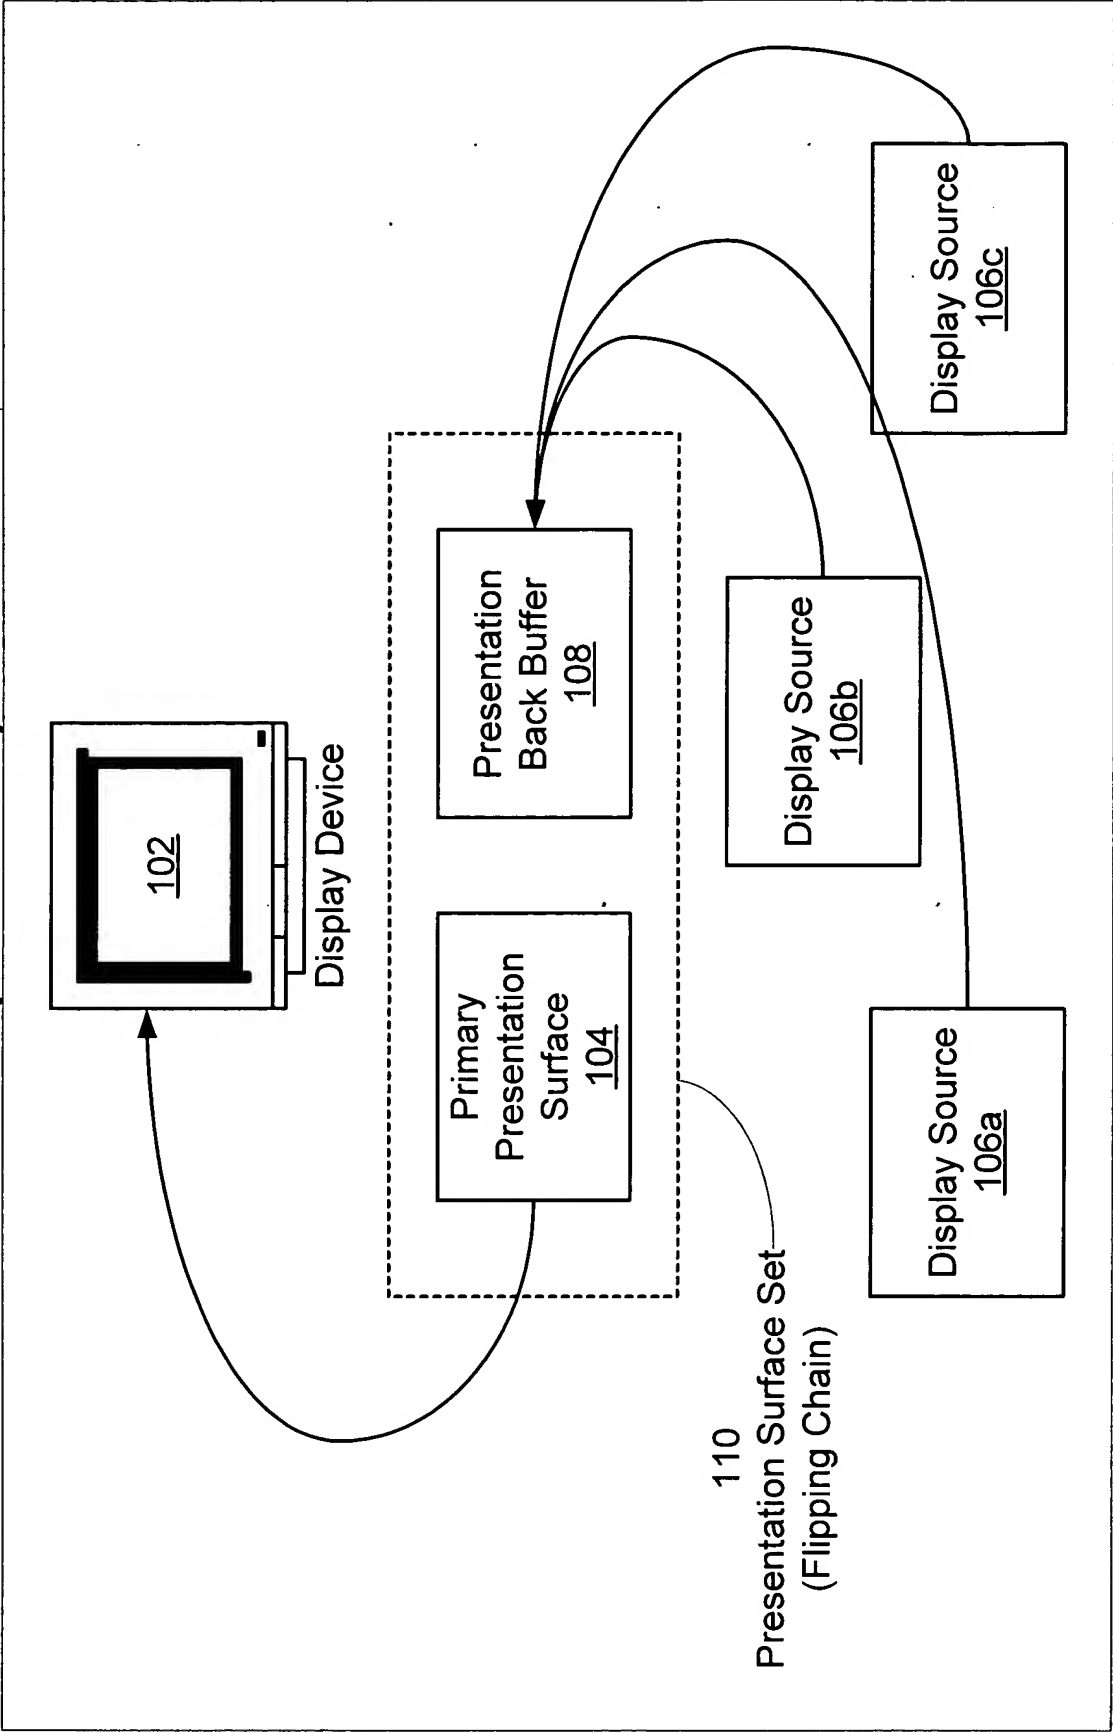 102
Display Device
Primary
Presentation
Surface
104
Presentation
Back Buffer
108
110
Presentation Surface Set
(Flipping Chain)
Display Source
106a
Display Source
106b
Display Source
106c